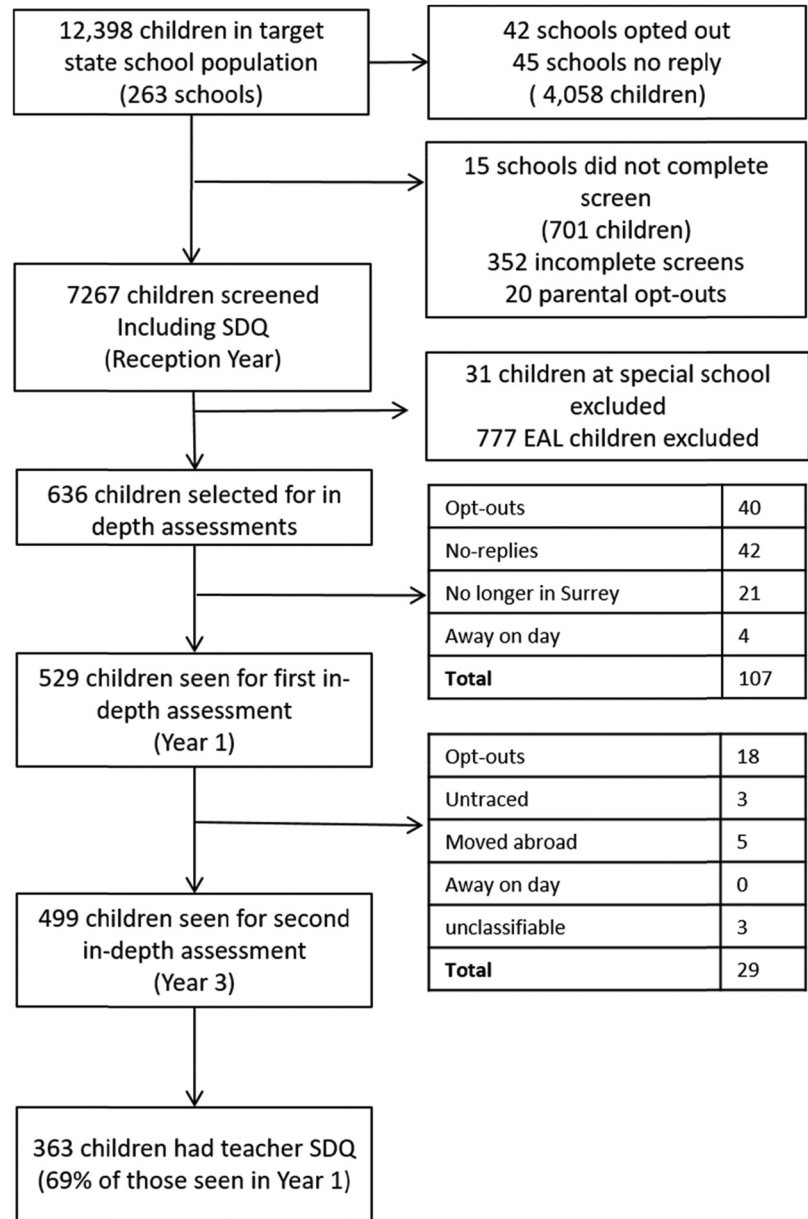 12,398 children in target
state school population
(263 schools)
42 schools opted out
45 schools no reply
( 4,058 children)
15 schools did not complete
screen
(701 children)
352 incomplete screens
20 parental opt-outs
7267 children screened
Including SDQ
(Reception Year)
31 children at special school
excluded
777 EAL children excluded
636 children selected for in
depth assessments
Opt-outs 40
No-replies 42
No longer in Surrey 21
Away on day 4
Total 107
529 children seen for first in-
depth assessment
(Year 1)
Opt-outs 18
Untraced 3
Moved abroad 5
Away on day 0
unclassifiable 3
Total 29
499 children seen for second
in-depth assessment
(Year 3)
363 children had teacher SDQ
(69% of those seen in Year 1)